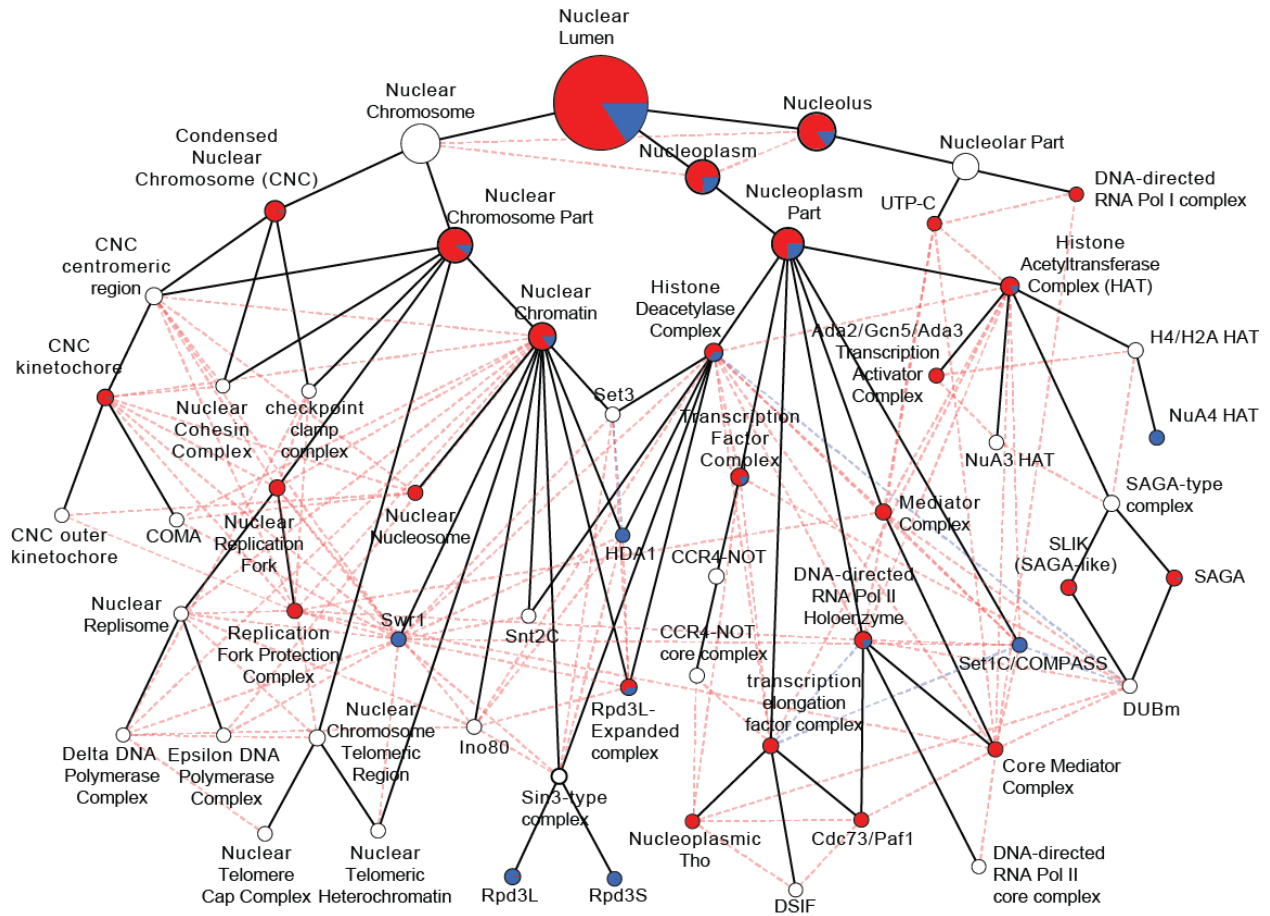 Nuclear
Lumen
Nuclear
Chromosome
Nucleolus
Condensed
Nuclear
Chromosome (CNC)
Nucleoplasm
Nucleolar Part
DNA-directed
RNA Pol I complex
UTP-C
Nuclear
Chromosome Part
Nucleoplasm
Part
CNC
centromeric
region
Nuclear
Chromatin
Histone
Deacetylase
Complex
Histone
Acetyltransferase
Complex (HAT)
Ada2/Gcn5/Ada3
Transcription
Activator
Complex
H4/H2A HAT
CNC
kinetochore
Nuclear
Cohesin
Complex
checkpoint
clamp
complex
Set3
Transcription
Factor
Complex
NuA3 HAT
NuA4 HAT
CNC outer
kinetochore
COMA
Nuclear
Replication
Fork
Nuclear
Nucleosome
HDA1
CCR4-NOT
Mediator
Complex
SAGA-type
complex
SLIK
(SAGA-like)
SAGA
DNA-directed
RNA Pol II
Holoenzyme
Nuclear
Replisome
Replication
Fork Protection
Complex
Swr1
Snt2C
CCR4-NOT
core complex
Set1C/COMPASS
DUBm
Delta DNA
Polymerase
Complex
Epsilon DNA
Polymerase
Complex
Nuclear
Chromosome
Telomeric
Region
Ino80
Rpd3L-
Expanded
complex
transcription
elongation
factor complex
Core Mediator
Complex
Sin3-type
complex
Nuclear
Telomere
Cap Complex
Nuclear
Telomeric
Heterochromatin
Rpd3L
Rpd3S
Nucleoplasmic
Tho
Cdc73/Paf1
DSIF
DNA-directed
RNA Pol II
core complex